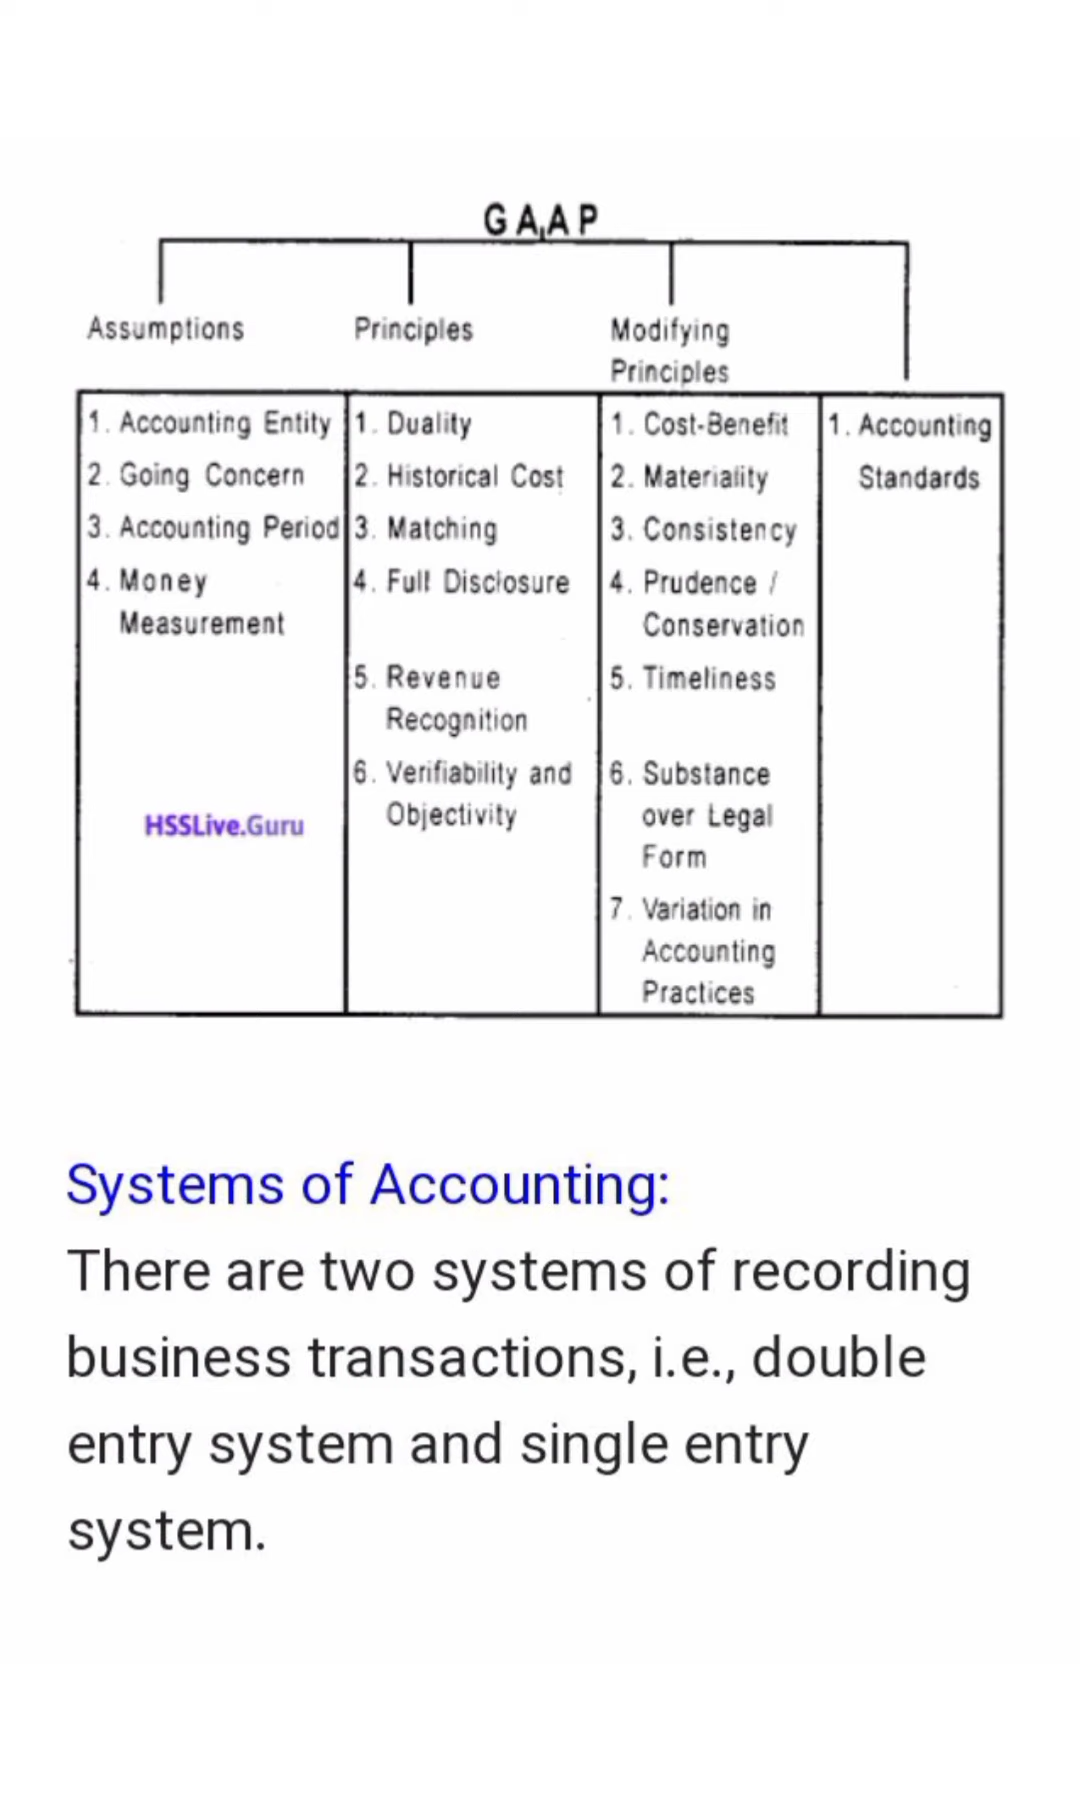 GAAP
Assumptions
Principles
Modifying
Principles
1. Accounting Entity
2. Going Concern
3. Accounting Period
4. Money
Measurement
HSSLive.Guru
1. Duality
2. Historical Cost
3. Matching
4. Full Disclosure
5. Revenue
Recognition
6. Verifiability and
Objectivity
1. Cost-Benefit
2. Materiality
3. Consistency
4. Prudence /
Conservation
5. Timeliness
6. Substance
over Legal
Form
7. Variation in
Accounting
Practices
1. Accounting
Standards
Systems of Accounting:
There are two systems of recording
business transactions, i.e., double
entry system and single entry
system.